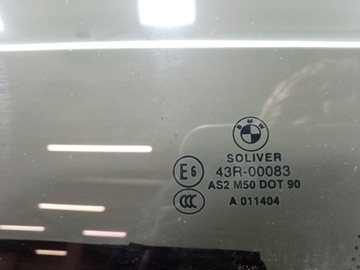 BMW
SOLIVER
E6 43R-00083
AS2 M50 DOT 90
CCC A 011404